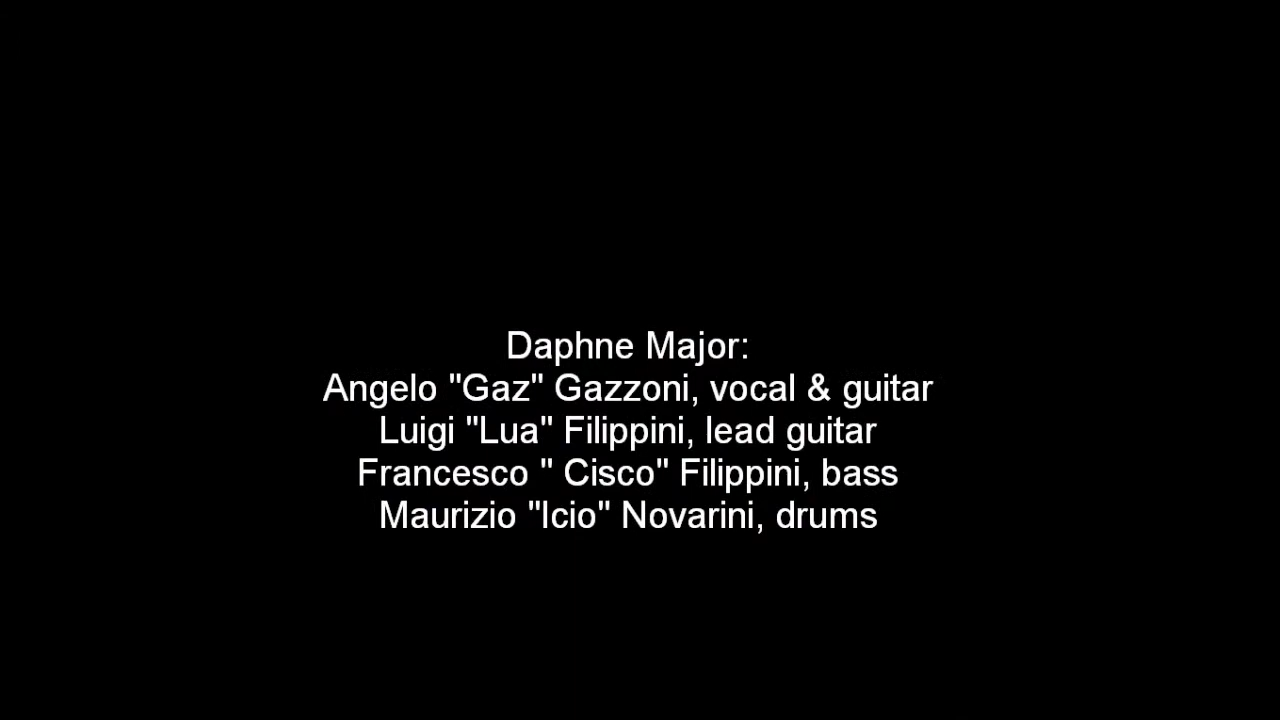 Daphne Major:
Angelo "Gaz" Gazzoni, vocal & guitar
Luigi "Lua" Filippini, lead guitar
Francesco " Cisco" Filippini, bass
Maurizio "Icio" Novarini, drums